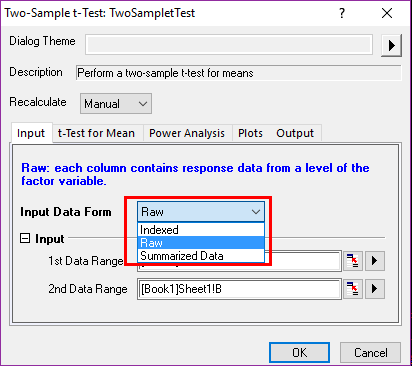 Two-Sample t-Test: TwoSampletTest
Dialog Theme
Description Perform a two-sample t-test for means
Recalculate Manual
Input t-Test for Mean Power Analysis Plots Output
Raw: each column contains response data from a level of the
factor variable.
Input Data Form Raw
Indexed
Input Raw
1st Data Range Summarized Data
2nd Data Range [Book1]Sheet1!B
OK Cancel